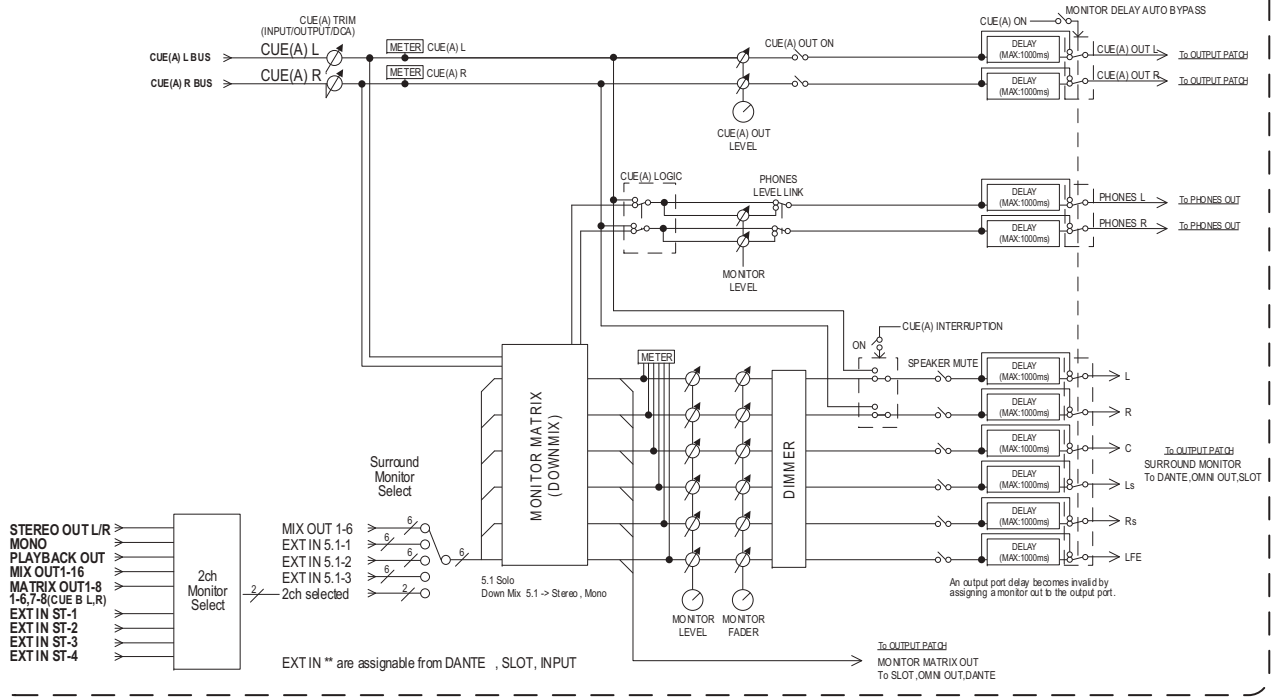 CUE(A) TRIM
(INPUT/OUTPUT/DCA)
CUE(A) L BUS
CUE(A) L
METER
CUE(A) L
CUE(A) R BUS
CUE(A) R
METER
CUE(A) R
CUE(A) OUT ON
CUE(A) OUT
LEVEL
CUE(A) ON
MONITOR DELAY AUTO BYPASS
DELAY
(MAX:1000ms)
CUE(A) OUT L
To OUTPUT PATCH
DELAY
(MAX:1000ms)
CUE(A) OUT R
To OUTPUT PATCH
CUE(A) LOGIC
PHONES
LEVEL LINK
MONITOR
LEVEL
DELAY
(MAX:1000ms)
PHONES L
To PHONES OUT
DELAY
(MAX:1000ms)
PHONES R
To PHONES OUT
CUE(A) INTERRUPTION
ON
SPEAKER MUTE
METER
MONITOR MATRIX
(DOWNMIX)
DIMMER
DELAY
(MAX:1000ms)
L
DELAY
(MAX:1000ms)
R
DELAY
(MAX:1000ms)
C
DELAY
(MAX:1000ms)
Ls
DELAY
(MAX:1000ms)
Rs
DELAY
(MAX:1000ms)
LFE
To OUTPUT PATCH
SURROUND MONITOR
To DANTE,OMNI OUT,SLOT
An output port delay becomes invalid by
assigning a monitor out to the output port.
Surround
Monitor
Select
MIX OUT 1-6
6
EXT IN 5.1-1
6
EXT IN 5.1-2
6
EXT IN 5.1-3
6
2ch selected
2
6
5.1 Solo
Down Mix 5.1 -> Stereo , Mono
STEREO OUT L/R
MONO
PLAYBACK OUT
MIX OUT1-16
MATRIX OUT1-8
1-6,7-8(CUE B L,R)
EXT IN ST-1
EXT IN ST-2
EXT IN ST-3
EXT IN ST-4
2ch
Monitor
Select
2
MONITOR
LEVEL
MONITOR
FADER
EXT IN ** are assignable from DANTE , SLOT, INPUT
To OUTPUT PATCH
MONITOR MATRIX OUT
To SLOT,OMNI OUT,DANTE